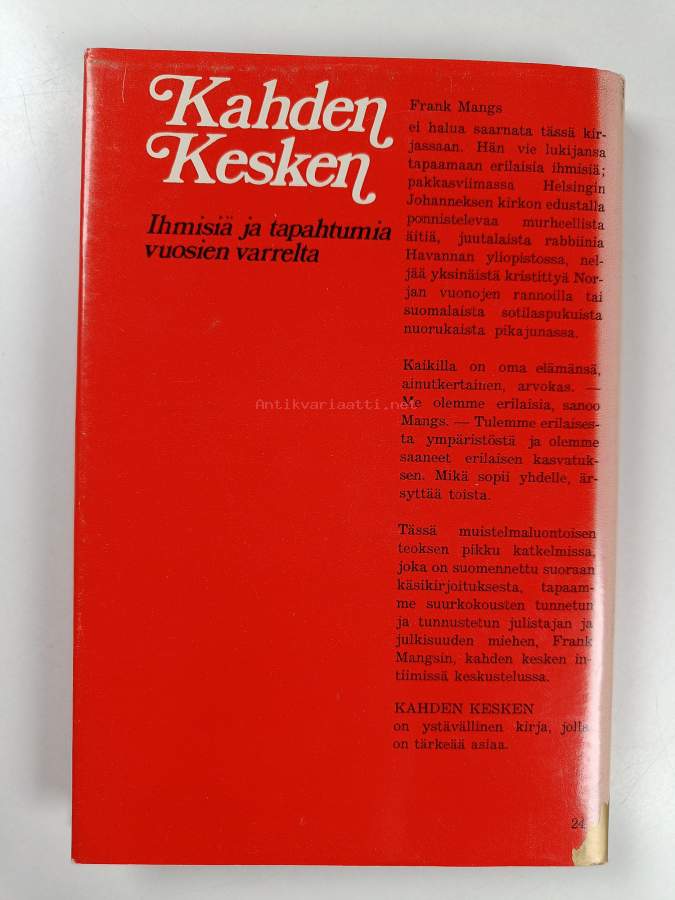 Kahden
Kesken
Ihmisiä ja tapahtumia
vuosien varrelta
Frank Mangs
ei halua saarnata tässä kir-
jassaan. Hän vie lukijansa
tapaamaan erilaisia ihmisiä;
pakkasviimassa Helsingin
Johanneksen kirkon edustalla
ponnistelevaa murheellista
äitiä, juutalaista rabbiinia
Havannan yliopistossa, nel-
jää yksinäistä kristittyä Nor-
jan vuonojen rannoilla tai
suomalaista sotilaspukuista
nuorukaista pikajunassa.
Kaikilla on oma elämänsä,
ainutkertainen, arvokas. —
Me olemme erilaisia, sanoo
Mangs. — Tulemme erilaises-
ta ympäristöstä ja olemme
saaneet erilaisen kasvatuk-
sen. Mikä sopii yhdelle, är-
syttää toista.
Tässä muistelmaluontoisen
teoksen pikku katkelmissa,
joka on suomennettu suoraan
käsikirjoituksesta, tapaam-
me suurkokousten tunnetun
ja tunnustetun julistajan ja
julkisuuden miehen, Frank
Mangsin, kahden kesken in-
tiimissä keskustelussa.
KAHDEN KESKEN
on ystävällinen kirja, jolla
on tärkeää asiaa.
Antikvariaatti.net